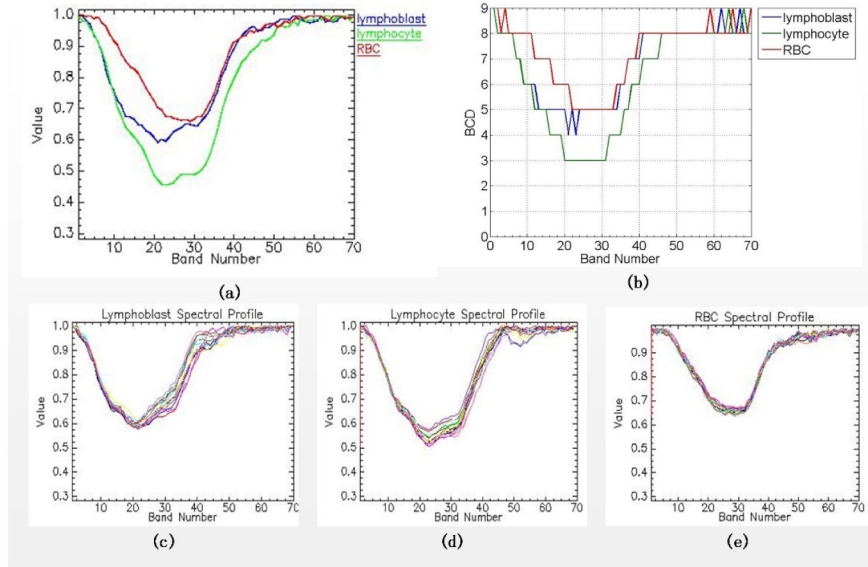 1.0
0.9
0.8
0.7
0.6
0.5
0.4
0.3
Value
10 20 30 40 50 60 70
Band Number
lymphoblast
lymphocyte
RBC
(a)
9
8
7
6
5
4
3
2
1
0
BCD
0 10 20 30 40 50 60 70
Band Number
lymphoblast
lymphocyte
RBC
(b)
Lymphoblast Spectral Profile
1.0
0.9
0.8
0.7
0.6
0.5
0.4
0.3
Value
10 20 30 40 50 60 70
Band Number
(c)
Lymphocyte Spectral Profile
1.0
0.9
0.8
0.7
0.6
0.5
0.4
0.3
Value
10 20 30 40 50 60 70
Band Number
(d)
RBC Spectral Profile
1.0
0.9
0.8
0.7
0.6
0.5
0.4
0.3
Value
10 20 30 40 50 60 70
Band Number
(e)